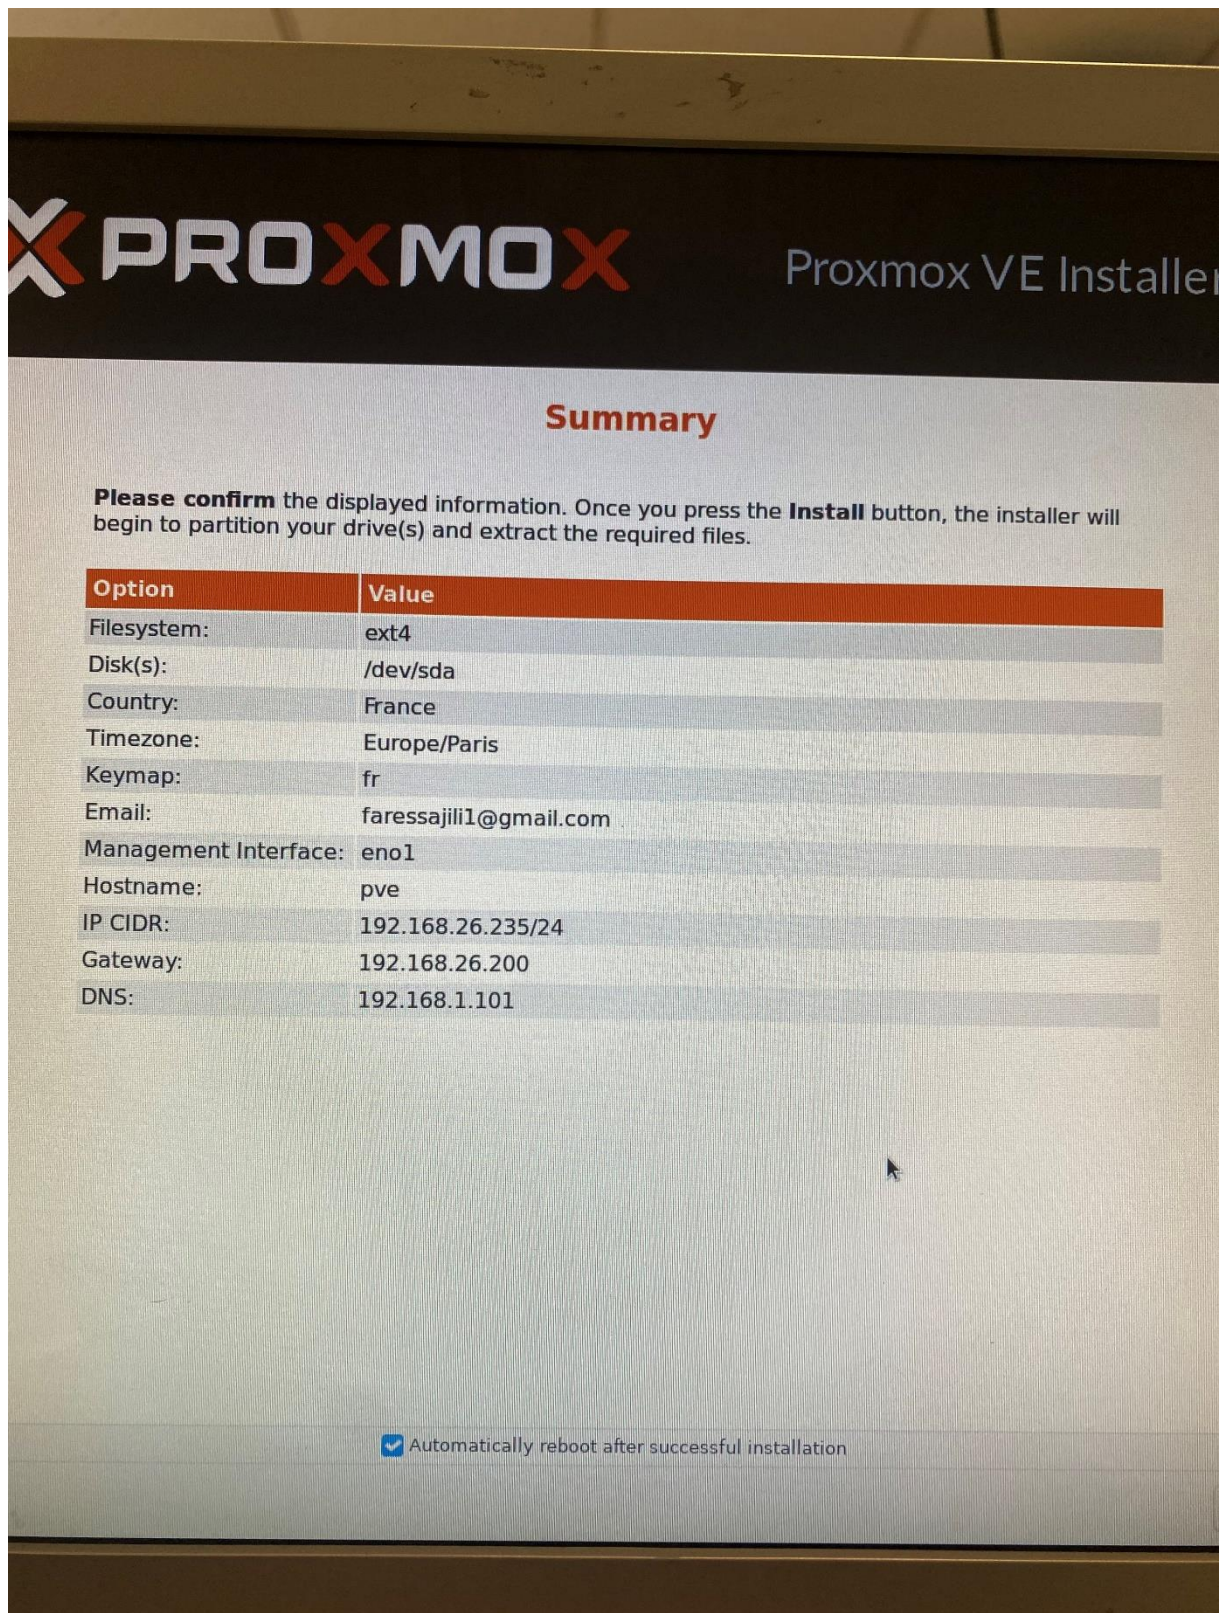 PROXMOX
Proxmox VE Installer
Summary
Please confirm the displayed information. Once you press the Install button, the installer will
begin to partition your drive(s) and extract the required files.
Option Value
Filesystem: ext4
Disk(s): /dev/sda
Country: France
Timezone: Europe/Paris
Keymap: fr
Email: faressajili1@gmail.com
Management Interface: eno1
Hostname: pve
IP CIDR: 192.168.26.235/24
Gateway: 192.168.26.200
DNS: 192.168.1.101
Automatically reboot after successful installation